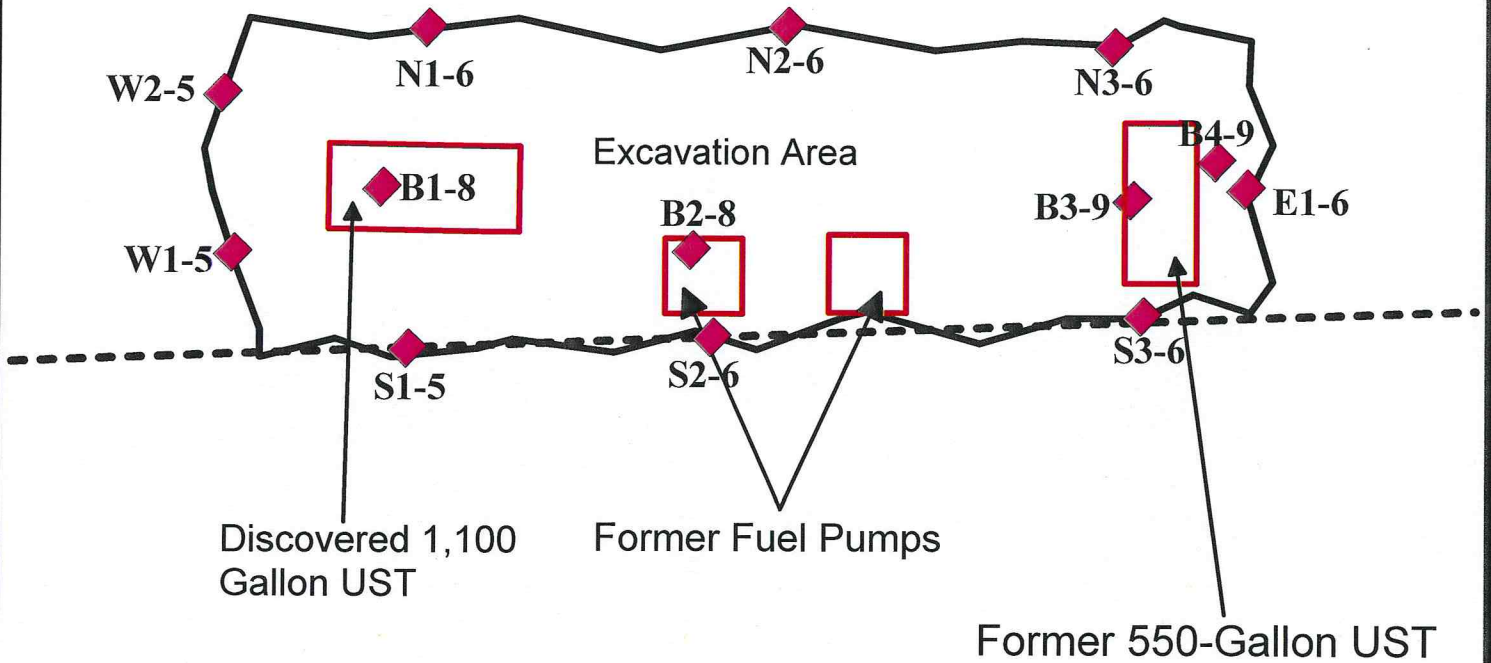 N1-6
N2-6
N3-6
W2-5
B4-9
Excavation Area
B1-8
B3-9
E1-6
B2-8
W1-5
S1-5
S2-6
S3-6
Discovered 1,100
Gallon UST
Former Fuel Pumps
Former 550-Gallon UST